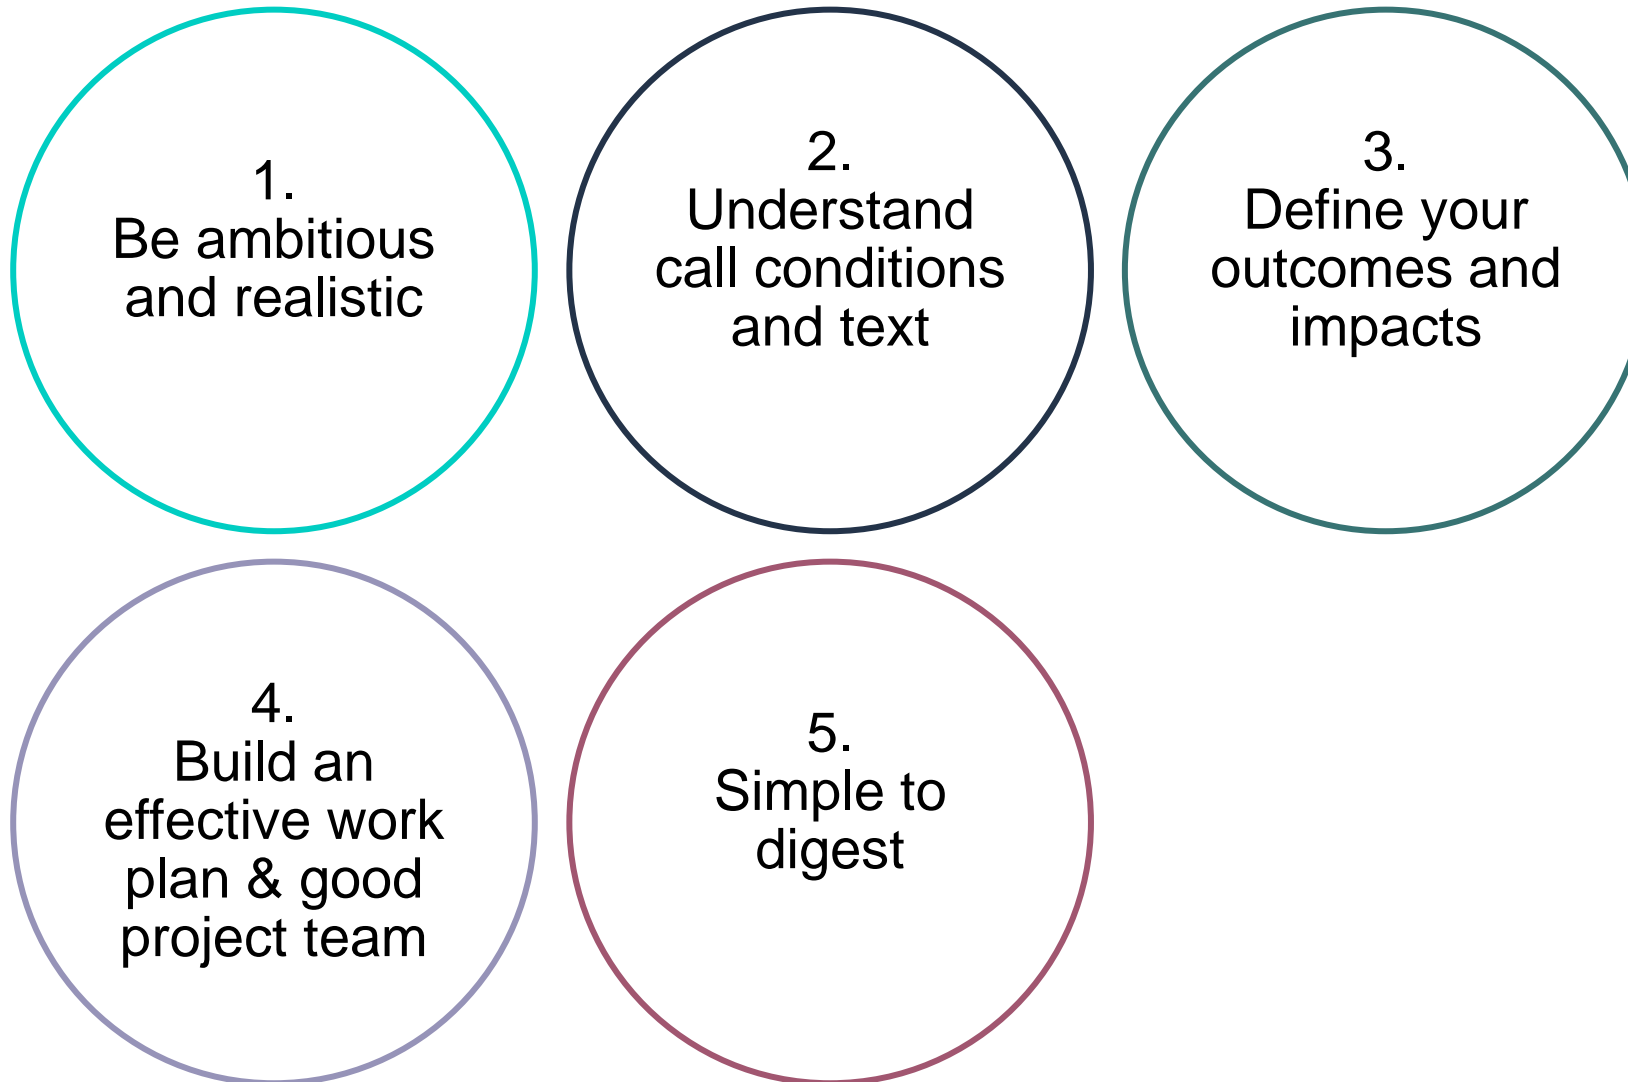 1.
Be ambitious
and realistic
2.
Understand
call conditions
and text
3.
Define your
outcomes and
impacts
4.
Build an
effective work
plan & good
project team
5.
Simple to
digest